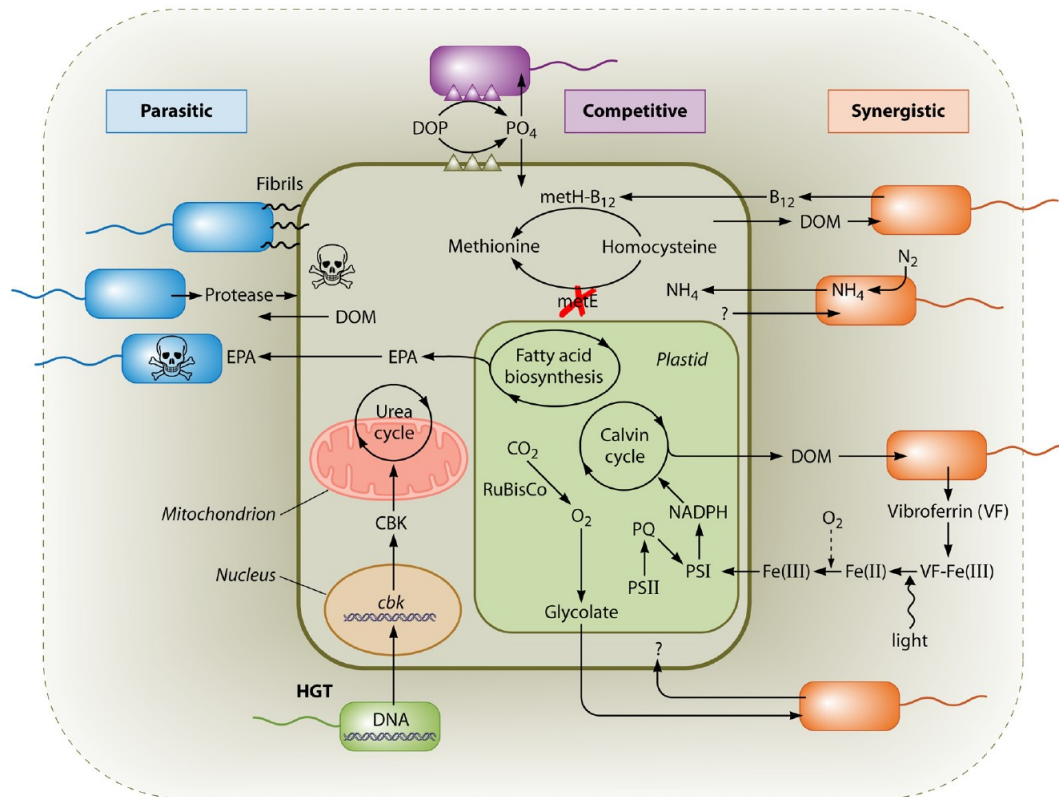 Parasitic
Competitive
Synergistic
DOP
PO₄
Fibrils
metH-B₁₂
B₁₂
DOM
Methionine
Homocysteine
N₂
metE
NH₄
NH₄
?
Protease
DOM
EPA
EPA
Fatty acid
biosynthesis
Plastid
Urea
cycle
Calvin
cycle
CO₂
RuBisCo
DOM
Mitochondrion
CBK
O₂
NADPH
PQ
PSI
PSII
Vibroferrin (VF)
O₂
Fe(III)
Fe(II)
VF-Fe(III)
Nucleus
cbk
Glycolate
light
?
HGT
DNA